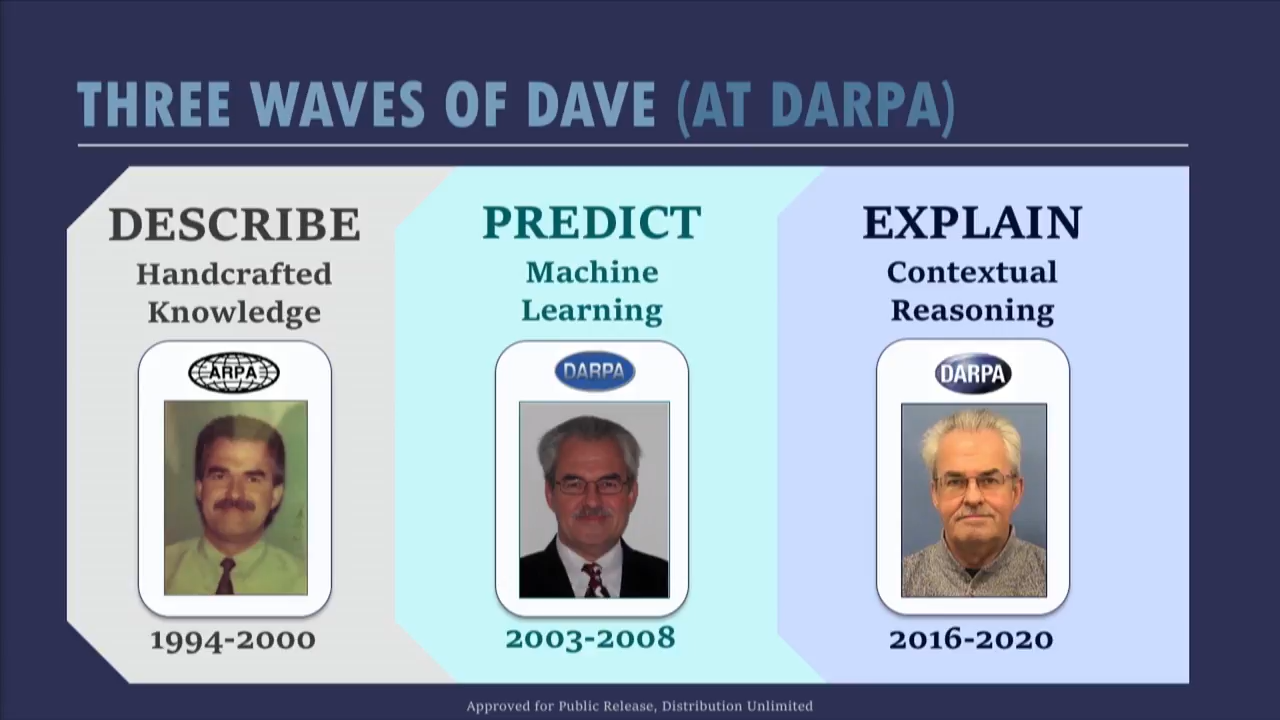 THREE WAVES OF DAVE (AT DARPA)
DESCRIBE
Handcrafted
Knowledge
ARPA
1994-2000
PREDICT
Machine
Learning
DARPA
2003-2008
EXPLAIN
Contextual
Reasoning
DARPA
2016-2020
Approved for Public Release, Distribution Unlimited